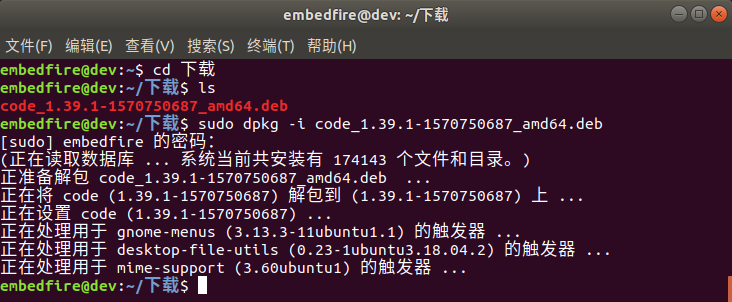 embedfire@dev: ~/下载
文件(F) 编辑(E) 查看(V) 搜索(S) 终端(T) 帮助(H)
embedfire@dev:~$ cd 下载
embedfire@dev:~/下载$ ls
code_1.39.1-1570750687_amd64.deb
embedfire@dev:~/下载$ sudo dpkg -i code_1.39.1-1570750687_amd64.deb
[sudo] embedfire 的密码：
(正在读取数据库 ... 系统当前共安装有 174143 个文件和目录。)
正准备解包 code_1.39.1-1570750687_amd64.deb  ...
正在将 code (1.39.1-1570750687) 解包到 (1.39.1-1570750687) 上 ...
正在设置 code (1.39.1-1570750687) ...
正在处理用于 gnome-menus (3.13.3-11ubuntu1.1) 的触发器 ...
正在处理用于 desktop-file-utils (0.23-1ubuntu3.18.04.2) 的触发器 ...
正在处理用于 mime-support (3.60ubuntu1) 的触发器 ...
embedfire@dev:~/下载$